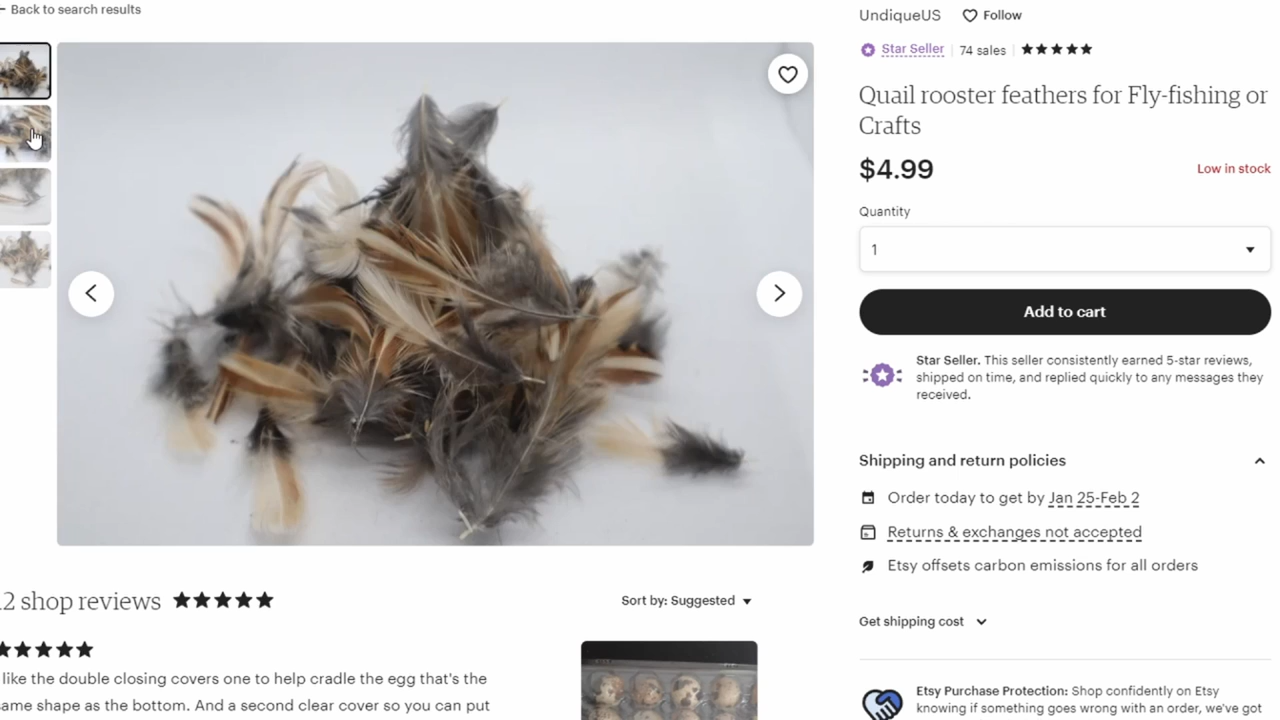 Back to search results
UndiqueUS Follow
Star Seller 74 sales
Quail rooster feathers for Fly-fishing or
Crafts
$4.99 Low in stock
Quantity
1
Add to cart
Star Seller. This seller consistently earned 5-star reviews,
shipped on time, and replied quickly to any messages they
received.
Shipping and return policies
Order today to get by Jan 25-Feb 2
Returns & exchanges not accepted
Etsy offsets carbon emissions for all orders
Get shipping cost
Etsy Purchase Protection: Shop confidently on Etsy
knowing if something goes wrong with an order, we've got
2 shop reviews
Sort by: Suggested
like the double closing covers one to help cradle the egg that's the
ame shape as the bottom. And a second clear cover so you can put